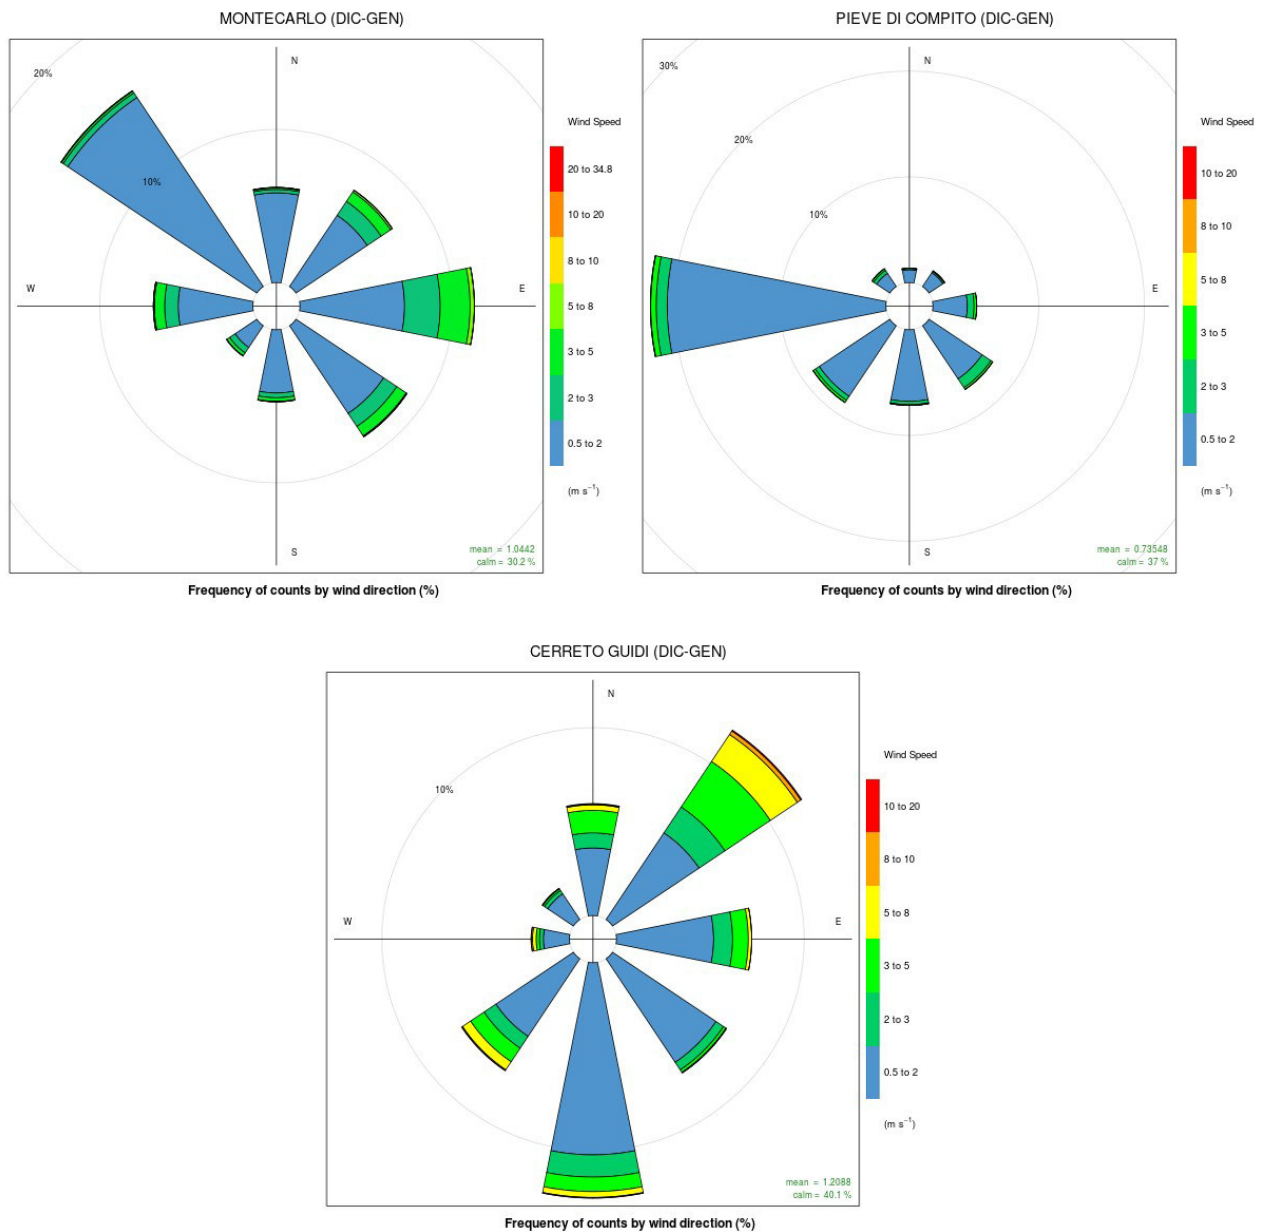 MONTECARLO (DIC-GEN)
20%
N
10%
W
E
S
mean = 1.0442
calm = 30.2 %
Wind Speed
20 to 34.8
10 to 20
8 to 10
5 to 8
3 to 5
2 to 3
0.5 to 2
(m s⁻¹)
Frequency of counts by wind direction (%)
PIEVE DI COMPITO (DIC-GEN)
30%
N
20%
10%
W
E
S
mean = 0.73548
calm = 37 %
Wind Speed
10 to 20
8 to 10
5 to 8
3 to 5
2 to 3
0.5 to 2
(m s⁻¹)
Frequency of counts by wind direction (%)
CERRETO GUIDI (DIC-GEN)
N
10%
W
E
mean = 1.2088
calm = 40.1 %
Wind Speed
10 to 20
8 to 10
5 to 8
3 to 5
2 to 3
0.5 to 2
(m s⁻¹)
Frequency of counts by wind direction (%)